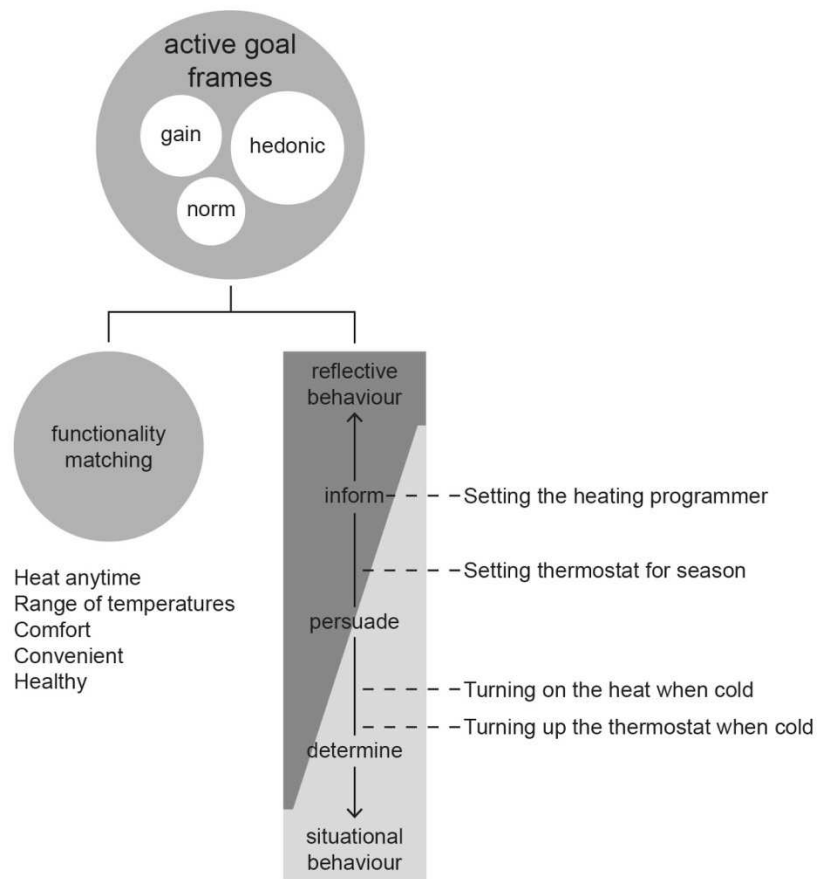 active goal
frames
gain
hedonic
norm
functionality
matching
Heat anytime
Range of temperatures
Comfort
Convenient
Healthy
reflective
behaviour
inform
Setting the heating programmer
Setting thermostat for season
persuade
Turning on the heat when cold
Turning up the thermostat when cold
determine
situational
behaviour